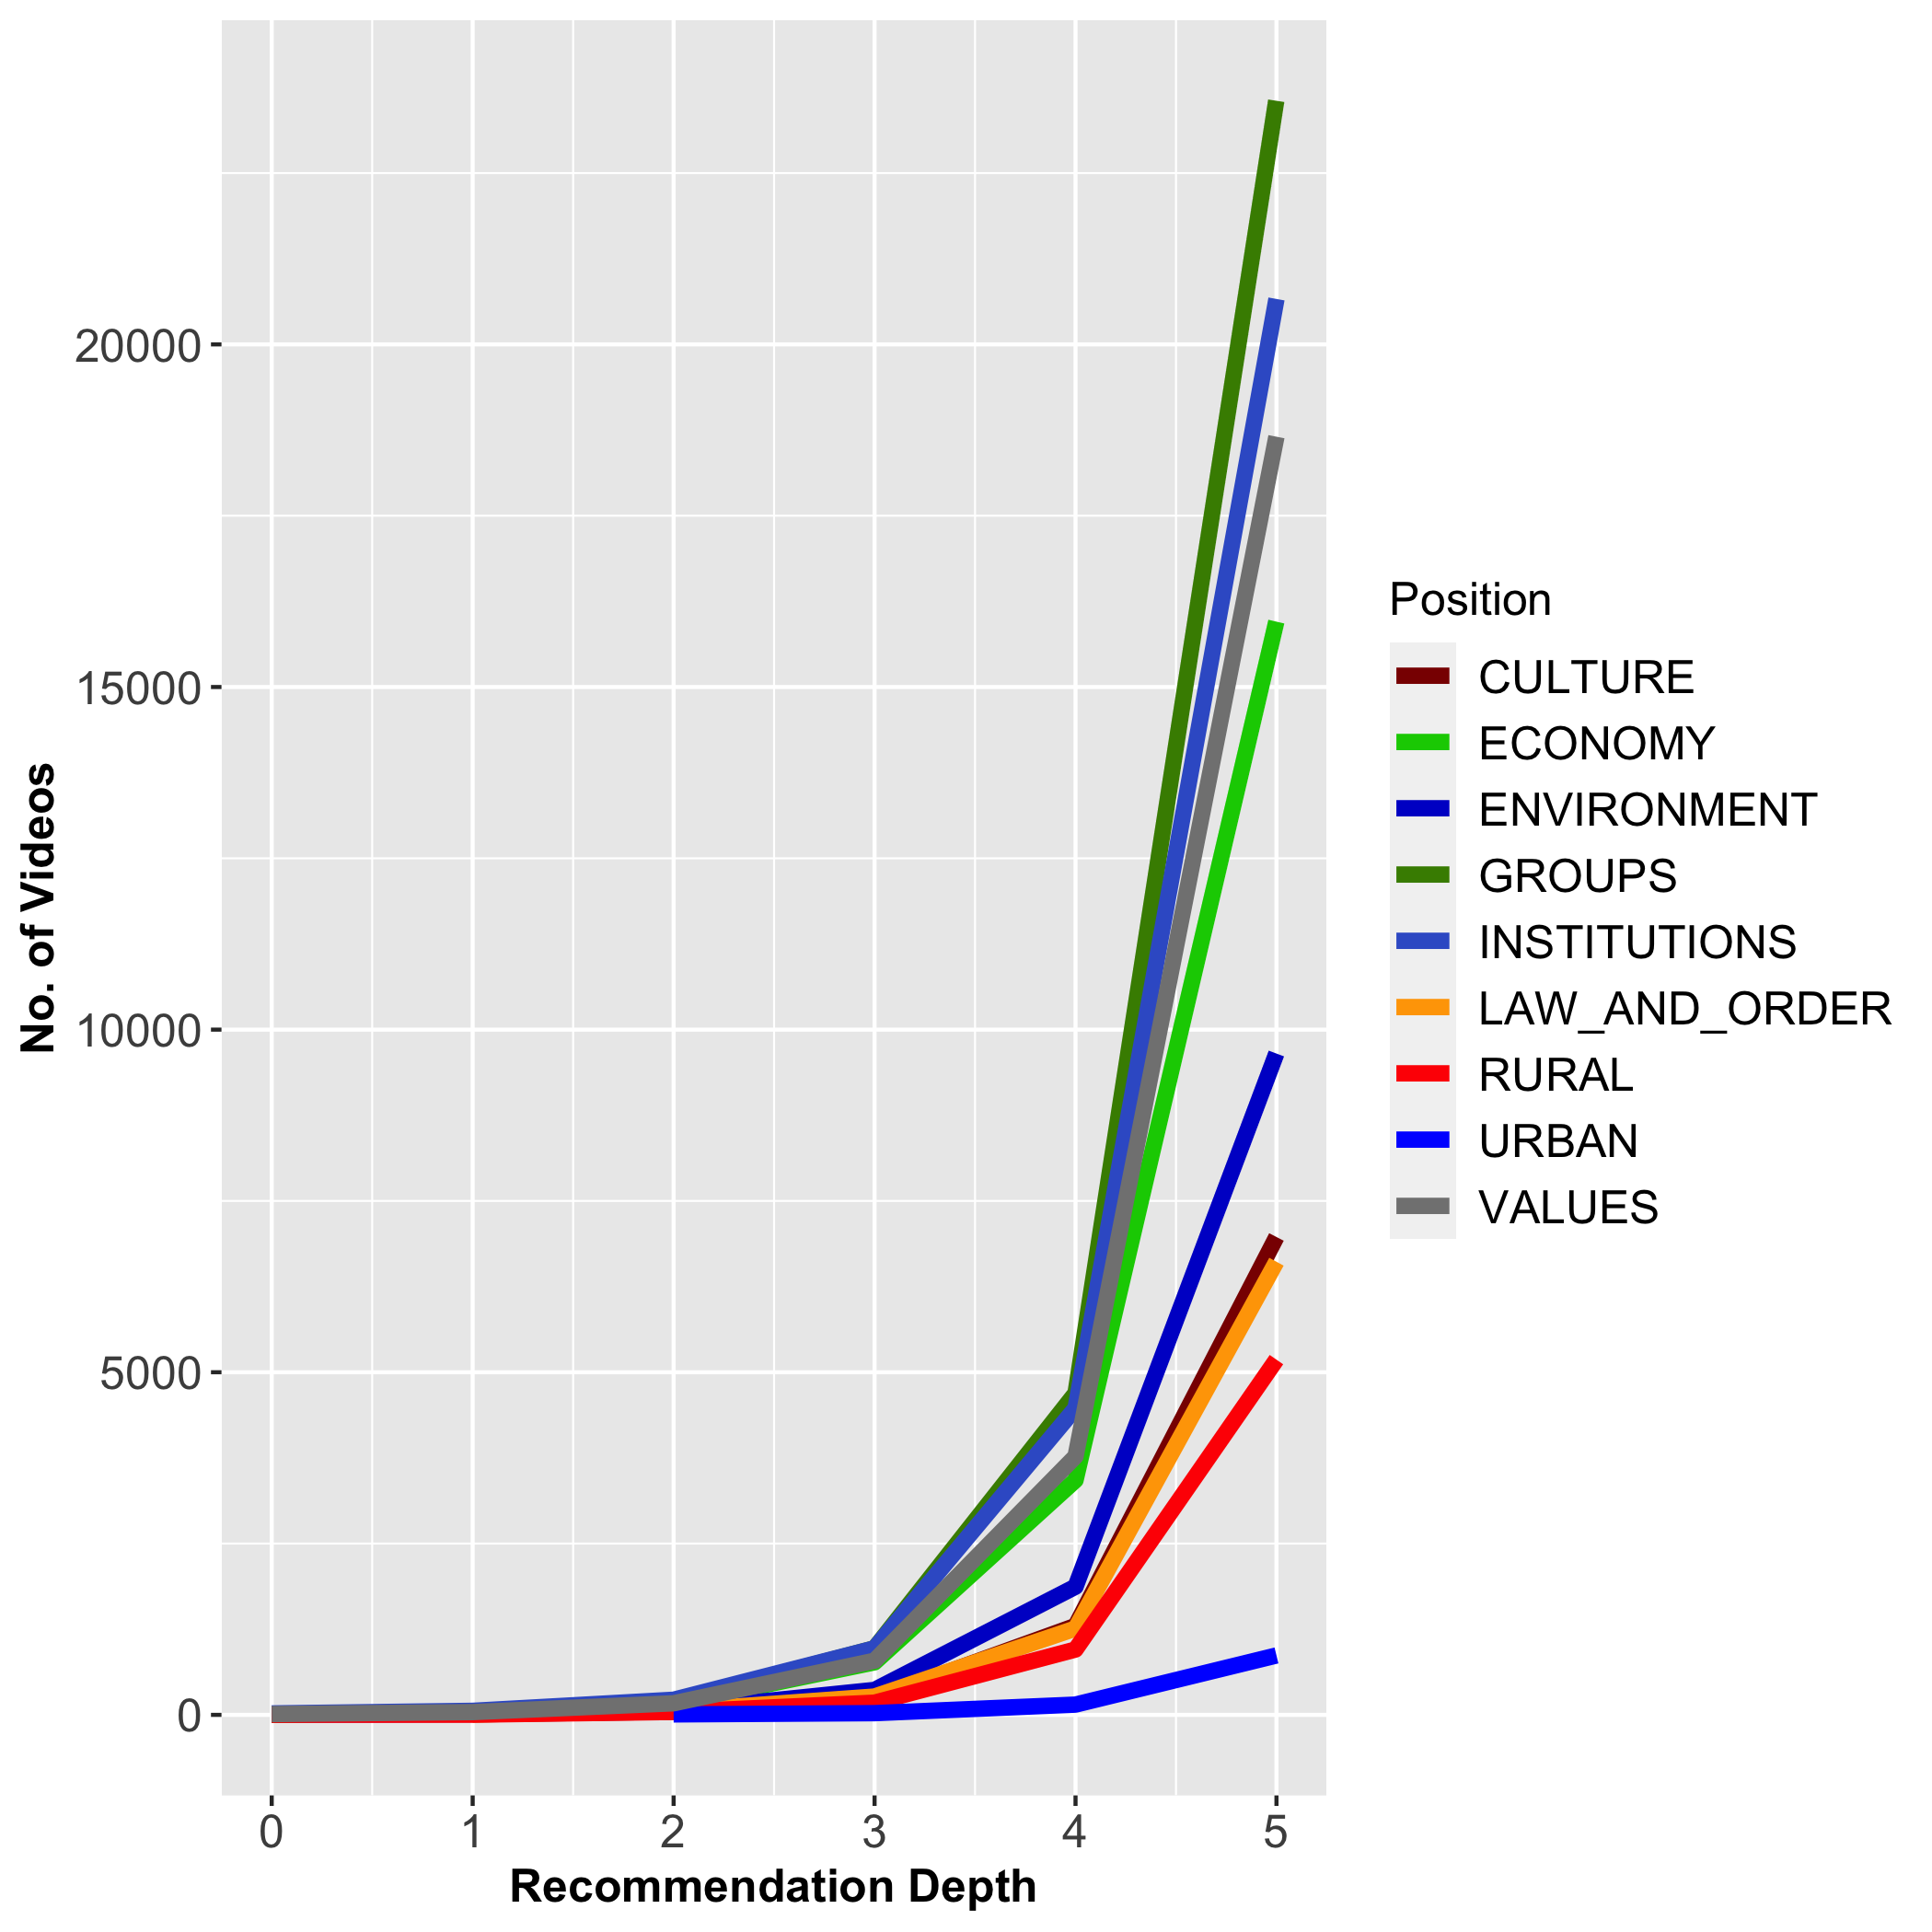 No. of Videos
20000
15000
10000
5000
0
0 1 2 3 4 5
Recommendation Depth
Position
CULTURE
ECONOMY
ENVIRONMENT
GROUPS
INSTITUTIONS
LAW_AND_ORDER
RURAL
URBAN
VALUES